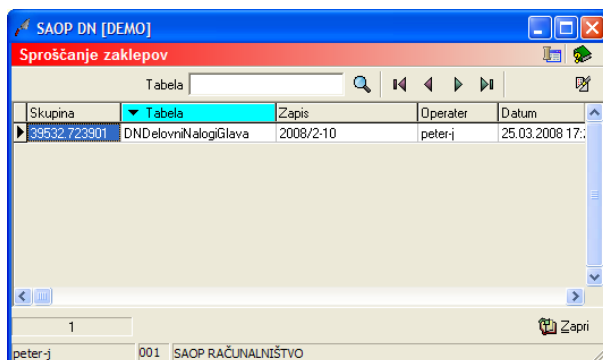 SAOP DN [DEMO]
Sproščanje zaklepov
Tabela
Skupina Tabela Zapis Operater Datum
39532.723901 DNDelovniNalogiGlava 2008/2-10 peter-j 25.03.2008 17:
1
Zapri
peter-j 001 SAOP RAČUNALNIŠTVO